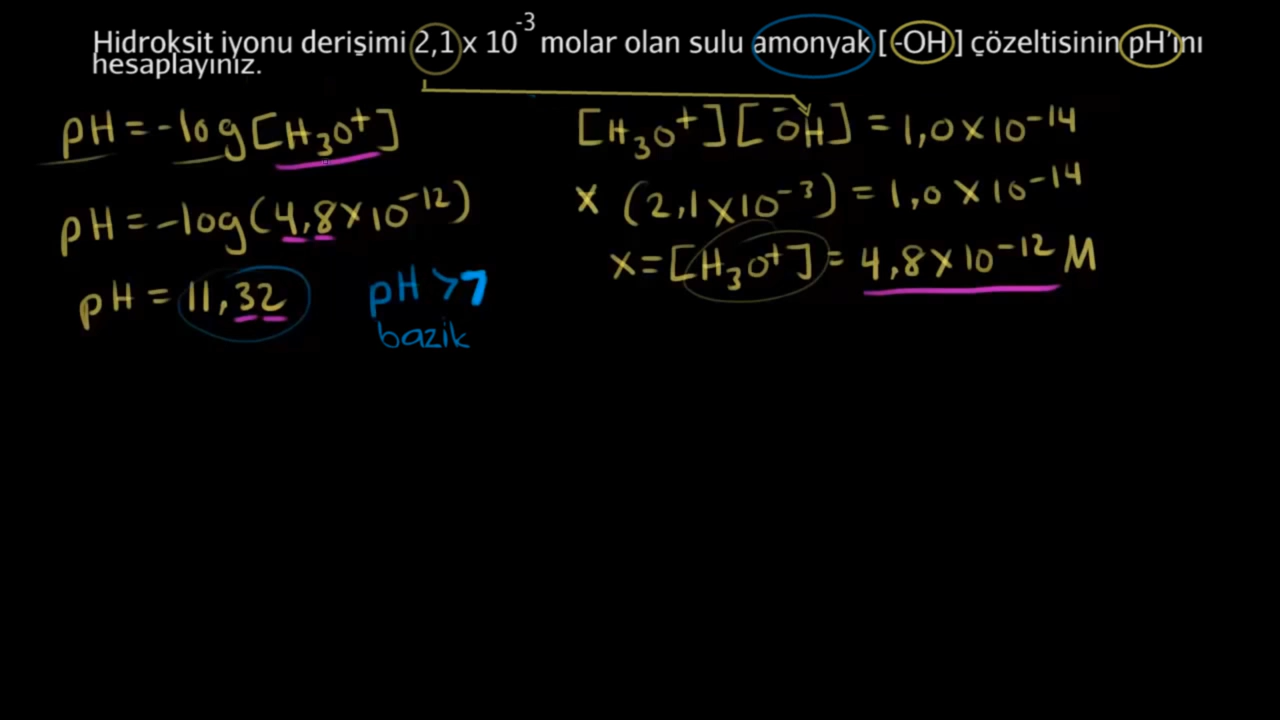 Hidroksit iyonu derişimi 2,1 x 10⁻³ molar olan sulu amonyak [-OH] çözeltisinin pH'ını
hesaplayınız.
pH = -log[H₃O⁺]
pH = -log(4,8 x 10⁻¹²)
pH = 11,32
pH > 7
bazik
[H₃O⁺][⁻OH] = 1,0 x 10⁻¹⁴
x (2,1 x 10⁻³) = 1,0 x 10⁻¹⁴
x = [H₃O⁺] = 4,8 x 10⁻¹² M